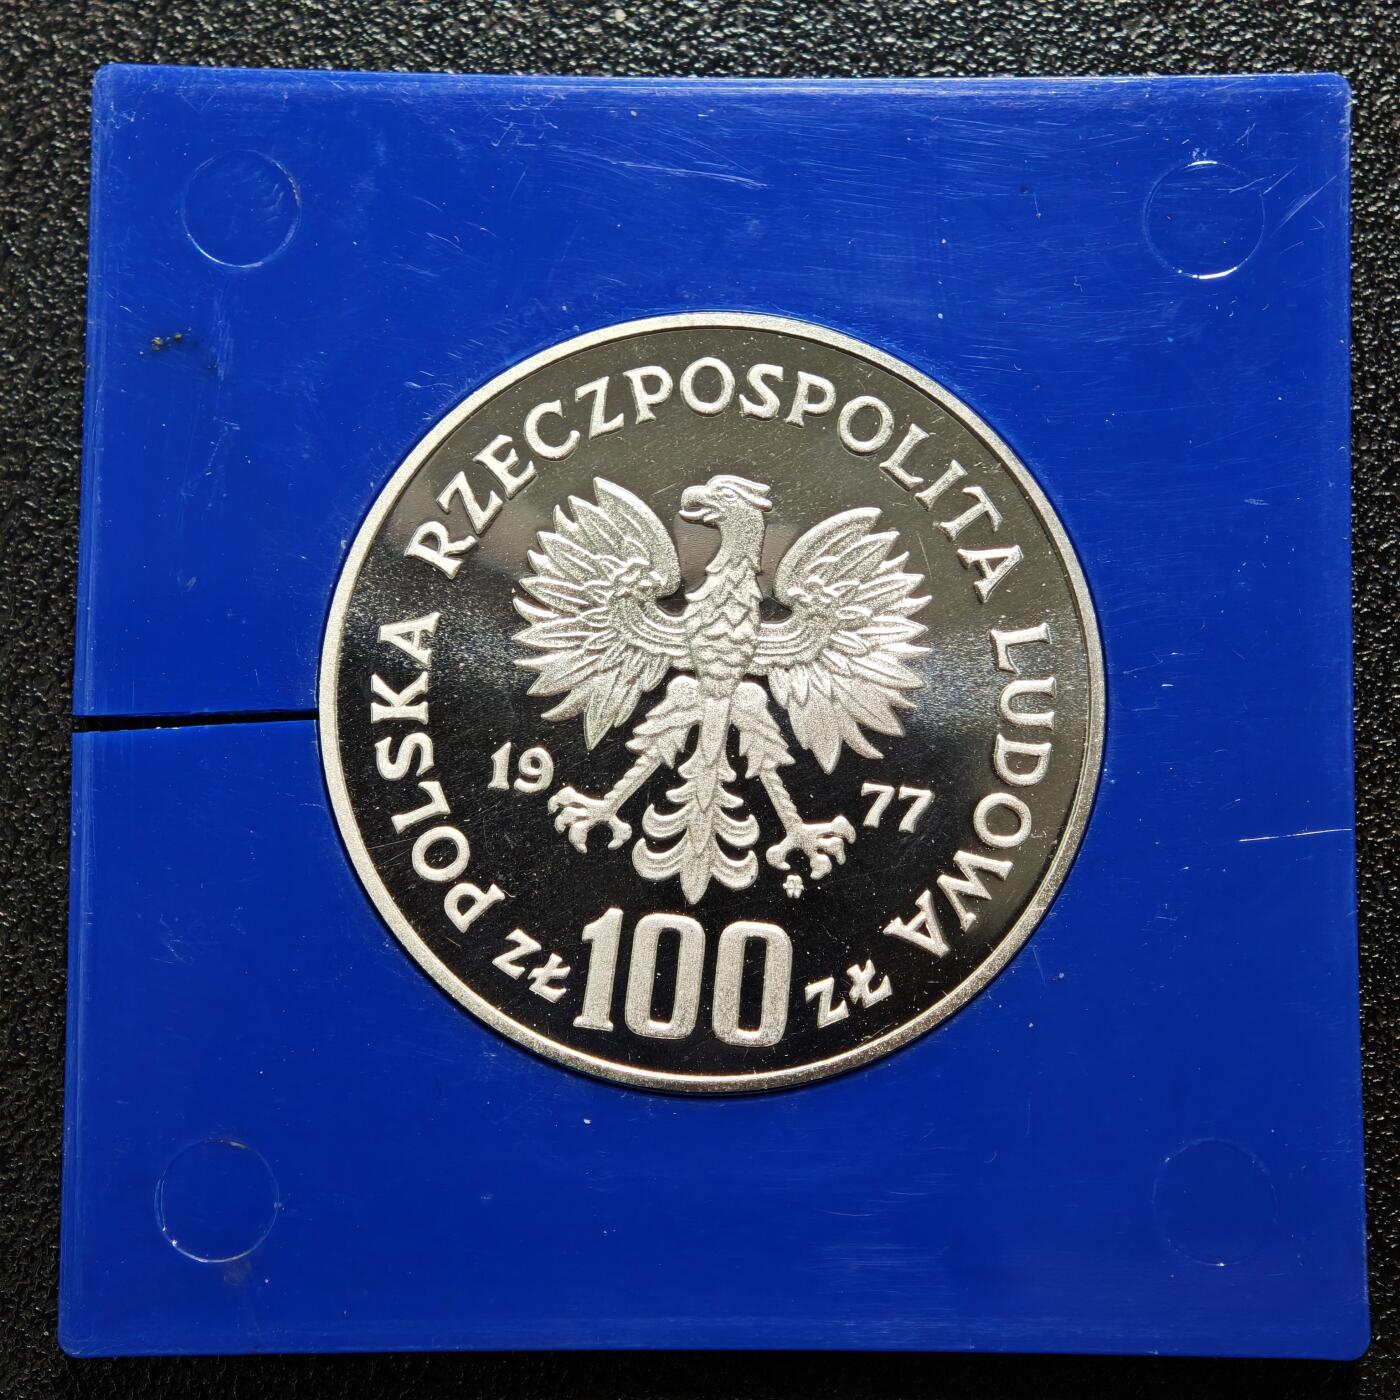 POLSKA RZECZPOSPOLITA LUDOWA
19 77
ZŁ 100 ZŁ